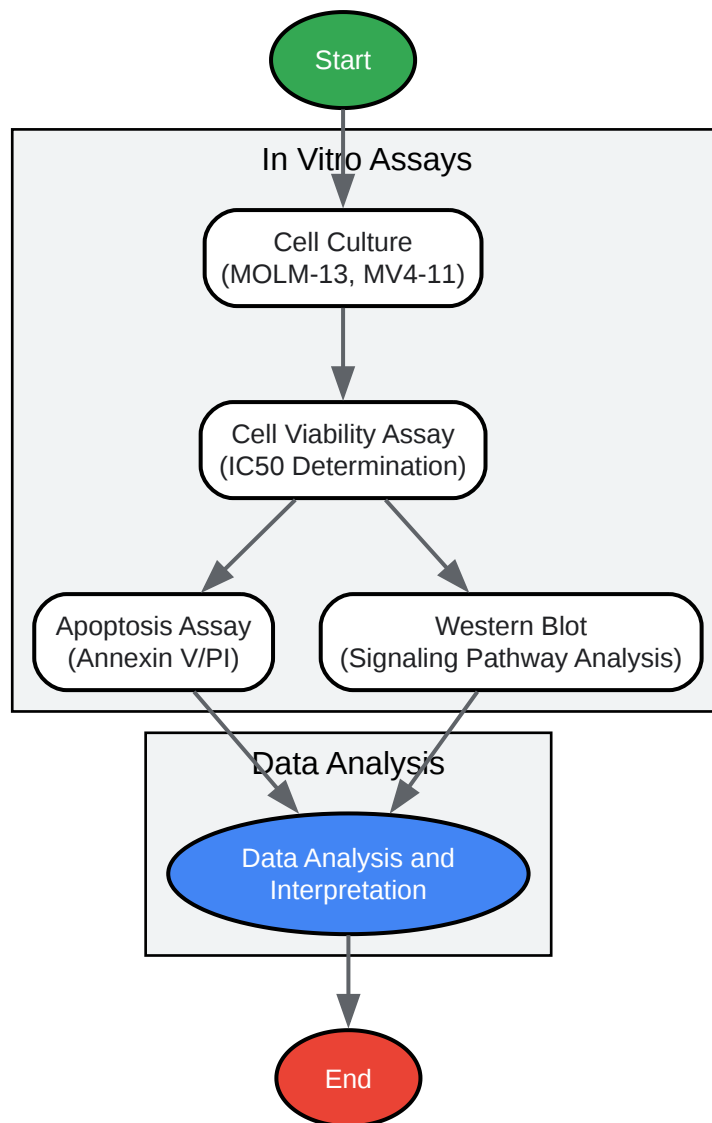 Start
In Vitro Assays
Cell Culture
(MOLM-13, MV4-11)
Cell Viability Assay
(IC50 Determination)
Apoptosis Assay
(Annexin V/PI)
Western Blot
(Signaling Pathway Analysis)
Data Analysis
Data Analysis and
Interpretation
End